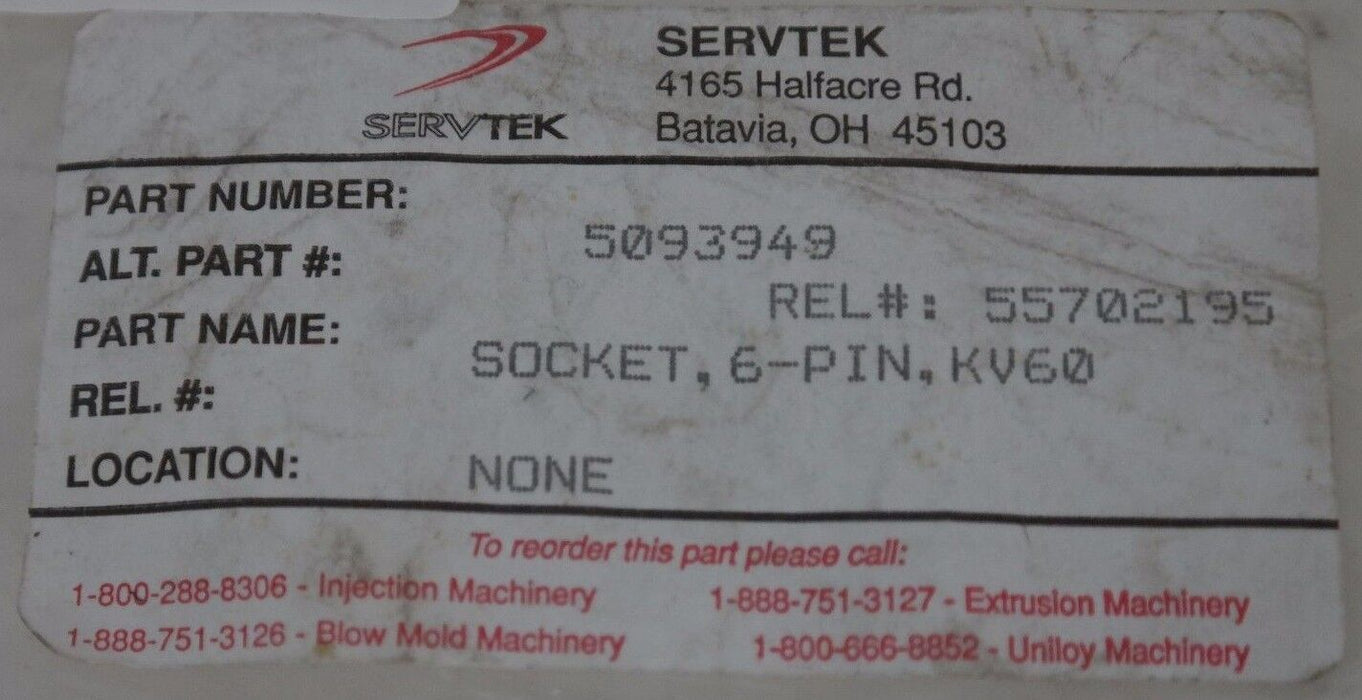 SERVTEK
SERVTEK
4165 Halfacre Rd.
Batavia, OH 45103
PART NUMBER:
5093949
ALT. PART #:
REL#: 55702195
PART NAME:
SOCKET, 6-PIN, KV60
REL. #:
LOCATION: NONE
To reorder this part please call:
1-800-288-8306 - Injection Machinery 1-888-751-3127 - Extrusion Machinery
1-888-751-3126 - Blow Mold Machinery 1-800-666-8852 - Uniloy Machinery